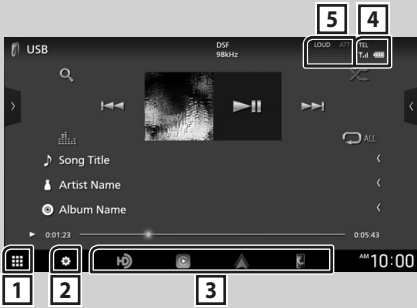 5 4
USB
DSF
98kHz
LOUD ATT TEL
T
ALL
Song Title
Artist Name
Album Name
0:01:23 0:05:43
HD
AM 10:00
1 2 3